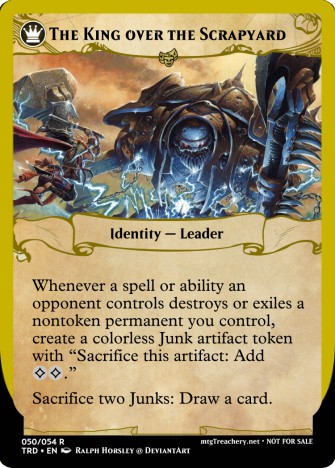 The King over the Scrapyard
Identity — Leader
Whenever a spell or ability an
opponent controls destroys or exiles a
nontoken permanent you control,
create a colorless Junk artifact token
with “Sacrifice this artifact: Add
.”
Sacrifice two Junks: Draw a card.
050/054 R
TRD • EN Ralph Horsley @ DeviantArt
mtgTreachery.net • NOT FOR SALE